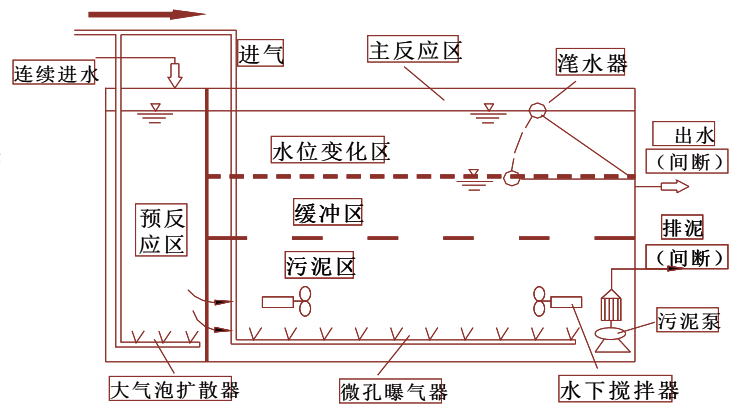 进气
主反应区
滗水器
连续进水
出水
（间断）
水位变化区
预反
应区
缓冲区
排泥
（间断）
污泥区
污泥泵
大气泡扩散器
微孔曝气器
水下搅拌器